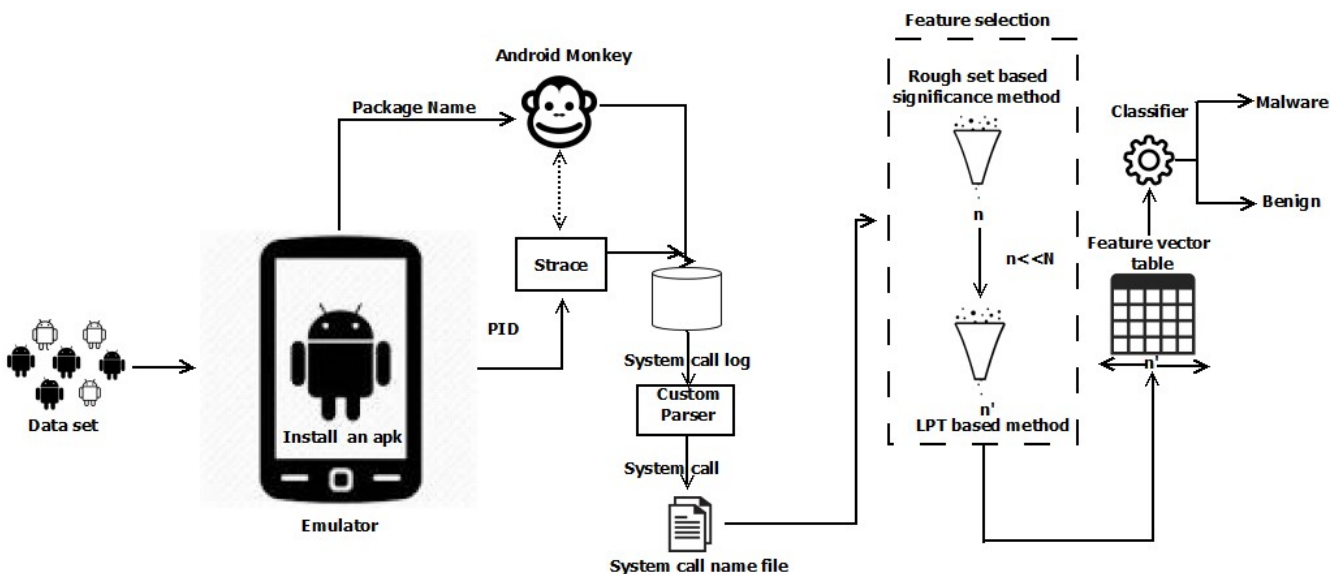 Data set
Install an apk
Emulator
Package Name
Android Monkey
PID
Strace
System call log
Custom
Parser
System call
System call name file
Feature selection
Rough set based
significance method
n
n<<N
n'
LPT based method
Feature vector
table
n'
Classifier
Malware
Benign